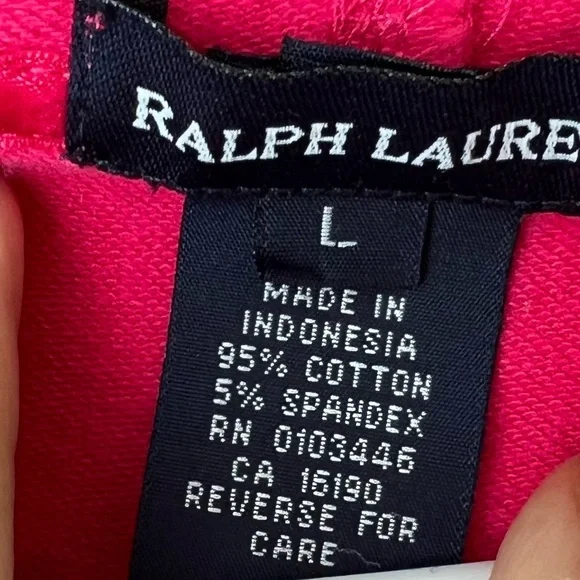 RALPH LAURE
L
MADE IN
INDONESIA
95% COTTON
5% SPANDEX
RN 0103446
CA 16190
REVERSE FOR
CARE